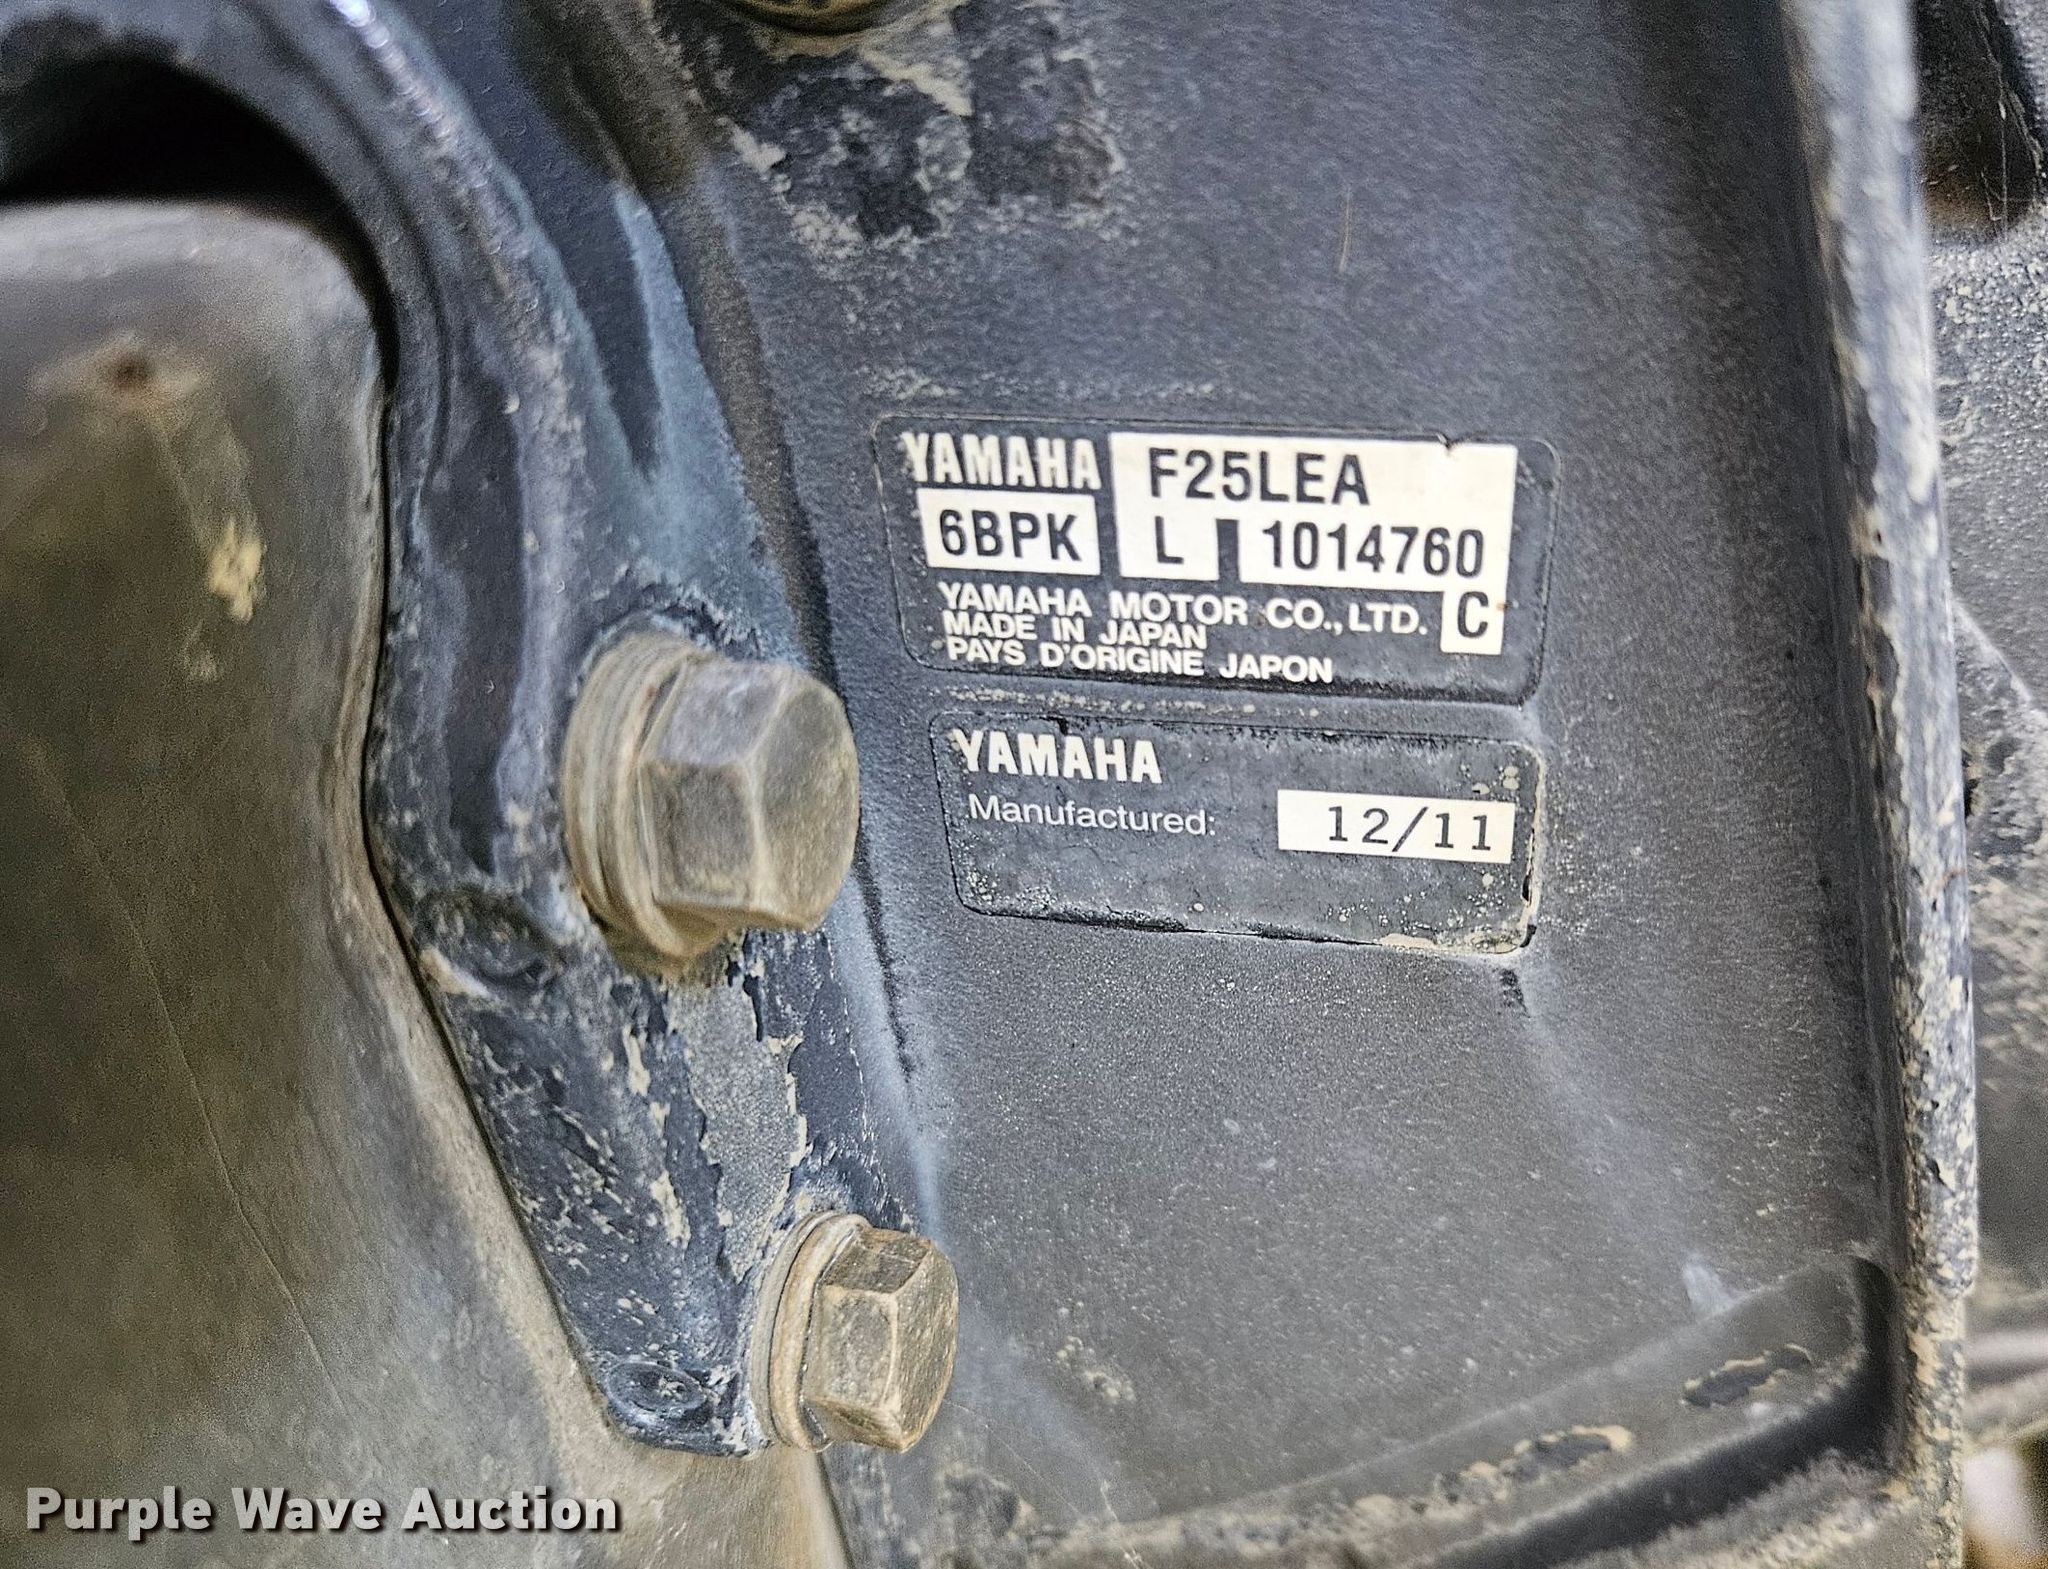 YAMAHA F25LEA
6BPK L 1014760
YAMAHA MOTOR CO., LTD. C
MADE IN JAPAN
PAYS D'ORIGINE JAPON
YAMAHA
Manufactured: 12/11
Purple Wave Auction